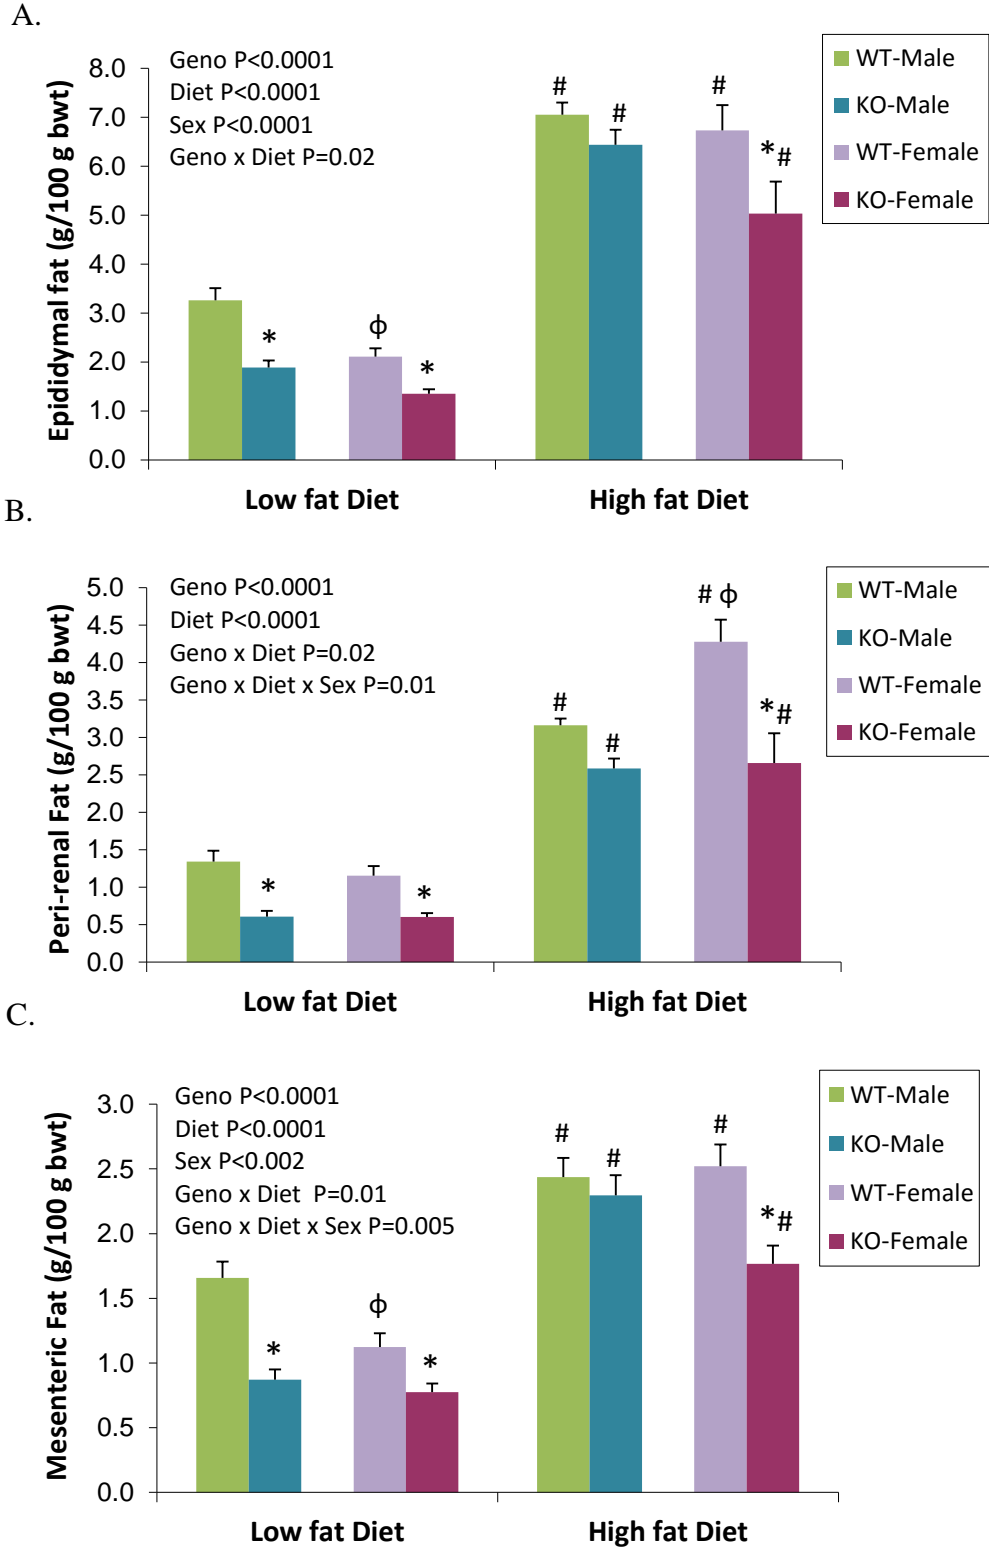 A.
Geno P<0.0001
Diet P<0.0001
Sex P<0.0001
Geno x Diet P=0.02
Epididymal fat (g/100 g bwt)
8.0
7.0
6.0
5.0
4.0
3.0
2.0
1.0
0.0
*
ф
*
#
#
#
*#
Low fat Diet
High fat Diet
WT-Male
KO-Male
WT-Female
KO-Female
B.
Geno P<0.0001
Diet P<0.0001
Geno x Diet P=0.02
Geno x Diet x Sex P=0.01
Peri-renal Fat (g/100 g bwt)
5.0
4.5
4.0
3.5
3.0
2.5
2.0
1.5
1.0
0.5
0.0
*
*
#
#
# ф
*#
Low fat Diet
High fat Diet
WT-Male
KO-Male
WT-Female
KO-Female
C.
Geno P<0.0001
Diet P<0.0001
Sex P<0.002
Geno x Diet  P=0.01
Geno x Diet x Sex P=0.005
Mesenteric Fat (g/100 g bwt)
3.0
2.5
2.0
1.5
1.0
0.5
0.0
*
ф
*
#
#
#
*#
Low fat Diet
High fat Diet
WT-Male
KO-Male
WT-Female
KO-Female